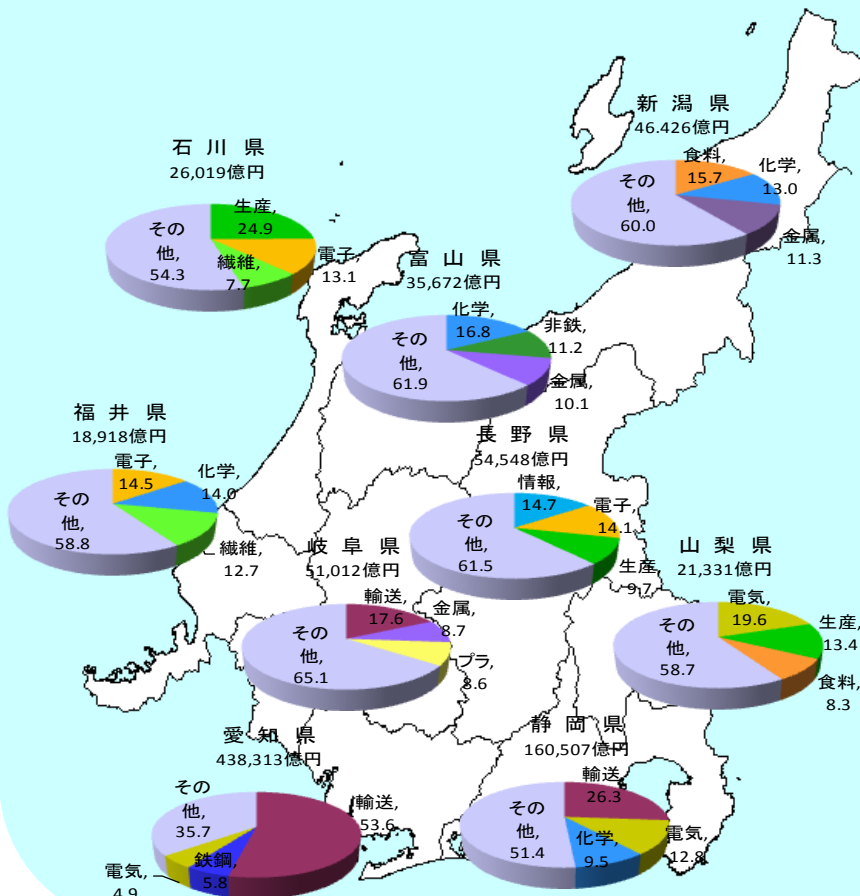 新潟県
46.426億円
食料,
15.7
化学,
13.0
金属,
11.3
その
他,
60.0
石川県
26,019億円
生産,
24.9
電子,
13.1
繊維,
7.7
その
他,
54.3
富山県
35,672億円
化学,
16.8
非鉄,
11.2
金属,
10.1
その
他,
61.9
福井県
18,918億円
電子,
14.5
化学,
14.0
繊維,
12.7
その
他,
58.8
長野県
54,548億円
情報,
14.7
電子,
14.1
生産,
9.7
その
他,
61.5
岐阜県
51,012億円
輸送,
17.6
金属,
8.7
プラ,
8.6
その
他,
65.1
山梨県
21,331億円
電気,
19.6
生産,
13.4
食料,
8.3
その
他,
58.7
愛知県
438,313億円
輸送,
53.6
鉄鋼,
5.8
電気,
4.9
その
他,
35.7
静岡県
160,507億円
輸送,
26.3
電気,
12.8
化学,
9.5
その
他,
51.4